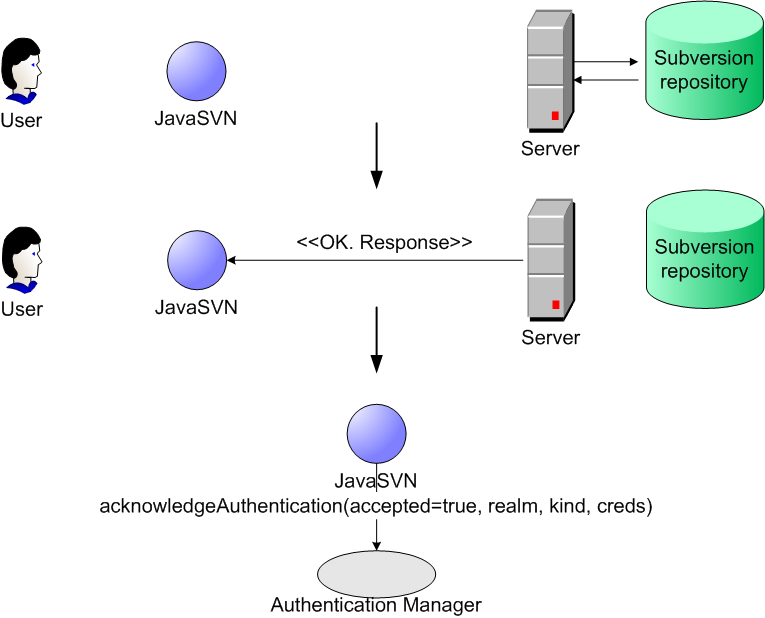 Subversion
repository
User
JavaSVN
Server
<<OK. Response>>
Subversion
repository
User
JavaSVN
Server
JavaSVN
acknowledgeAuthentication(accepted=true, realm, kind, creds)
Authentication Manager